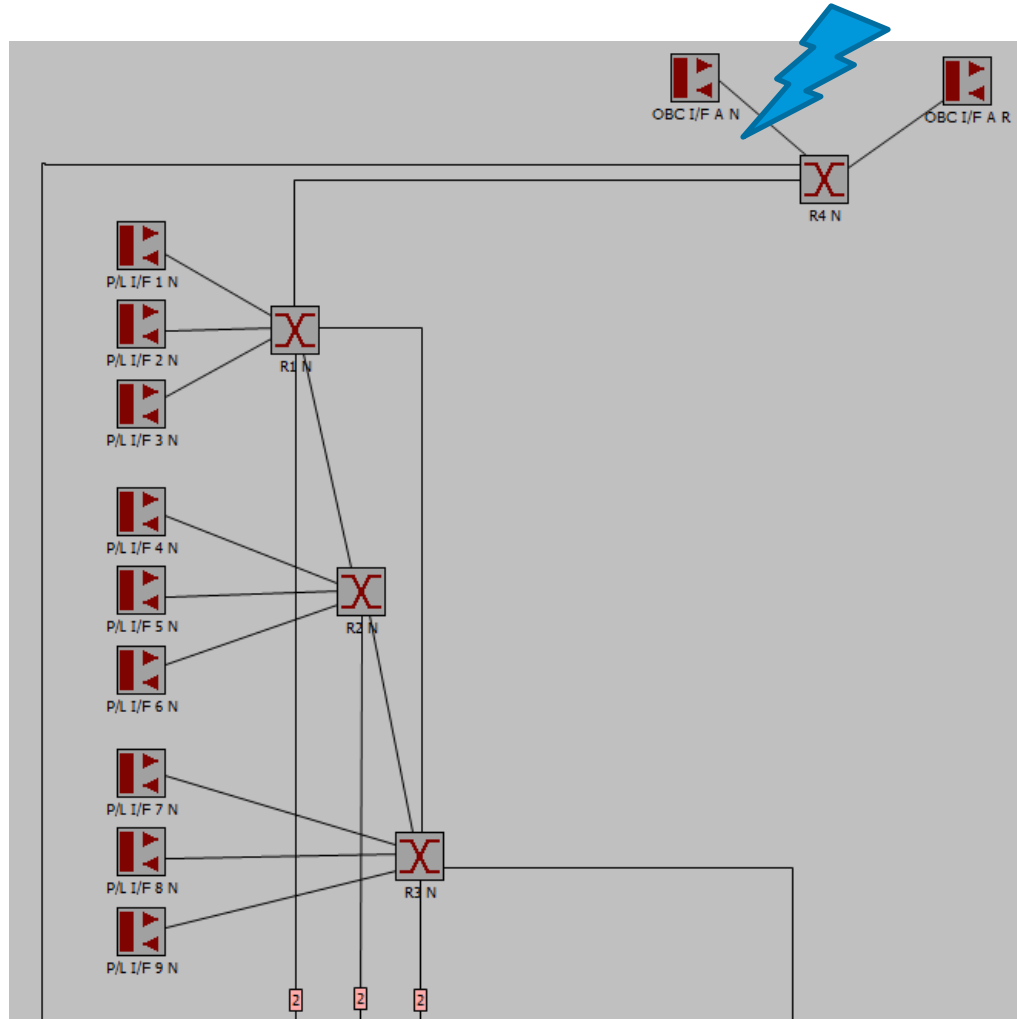 OBC I/F A N
OBC I/F A R
R4 N
P/L I/F 1 N
P/L I/F 2 N
R1 N
P/L I/F 3 N
P/L I/F 4 N
P/L I/F 5 N
R2 N
P/L I/F 6 N
P/L I/F 7 N
P/L I/F 8 N
R3 N
P/L I/F 9 N
2
2
2